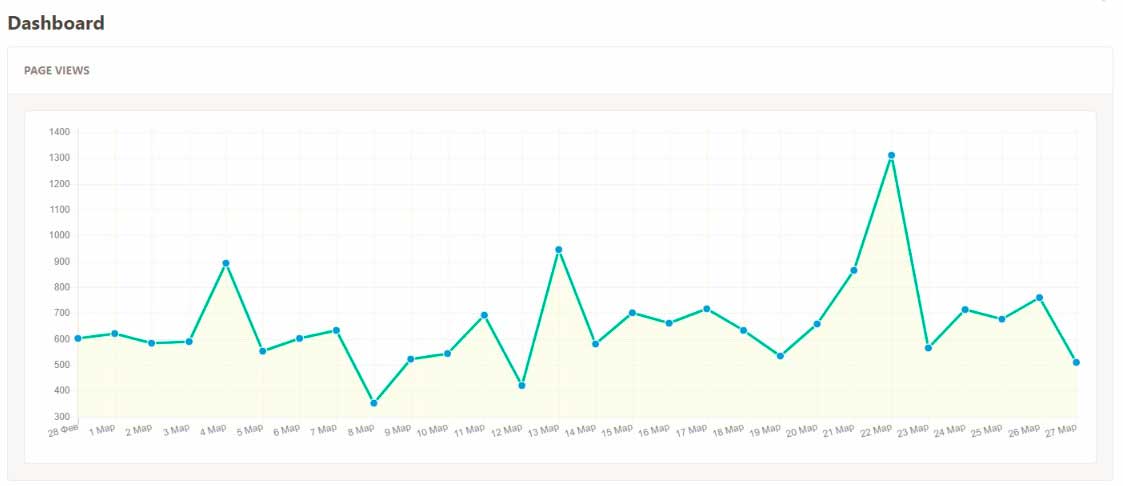 Dashboard
PAGE VIEWS
1400
1300
1200
1100
1000
900
800
700
600
500
400
300
28 Фев
1 Мар
2 Мар
3 Мар
4 Мар
5 Мар
6 Мар
7 Мар
8 Мар
9 Мар
10 Мар
11 Мар
12 Мар
13 Мар
14 Мар
15 Мар
16 Мар
17 Мар
18 Мар
19 Мар
20 Мар
21 Мар
22 Мар
23 Мар
24 Мар
25 Мар
26 Мар
27 Мар